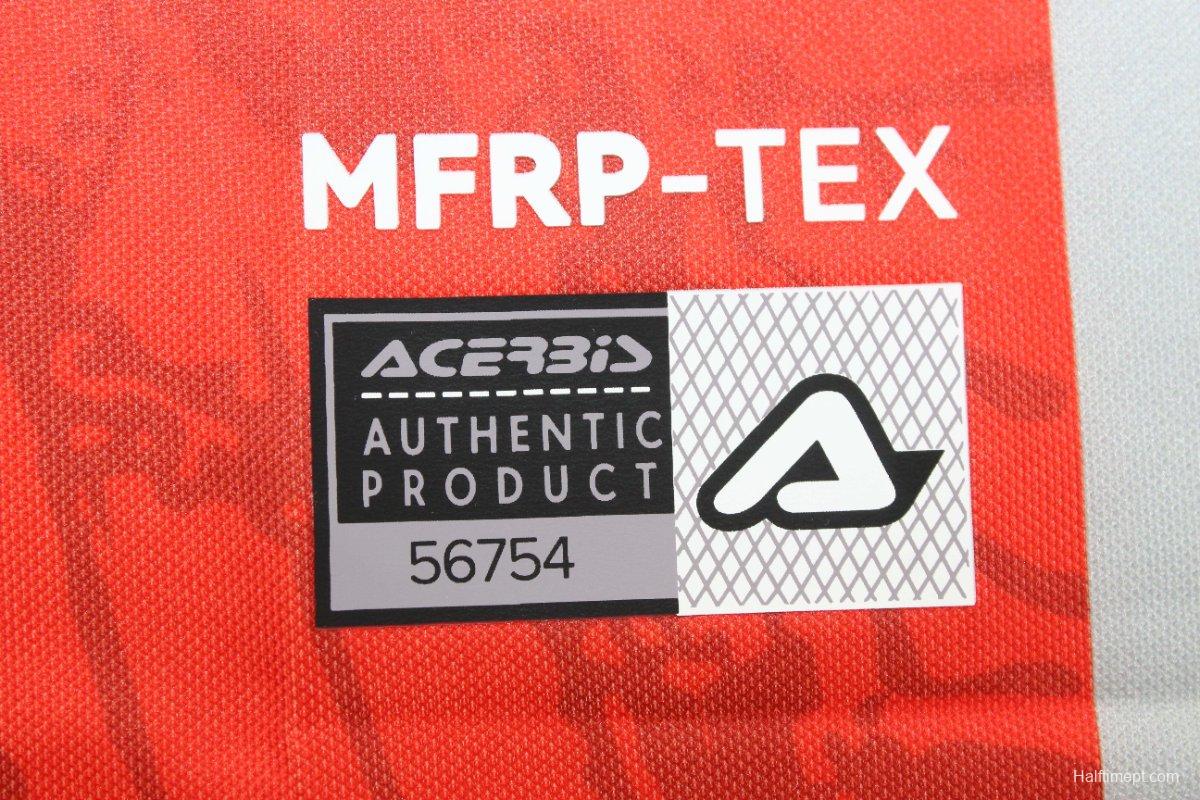 MFRP-TEX
ACERBIS
AUTHENTIC
PRODUCT
56754
Halftimept.com